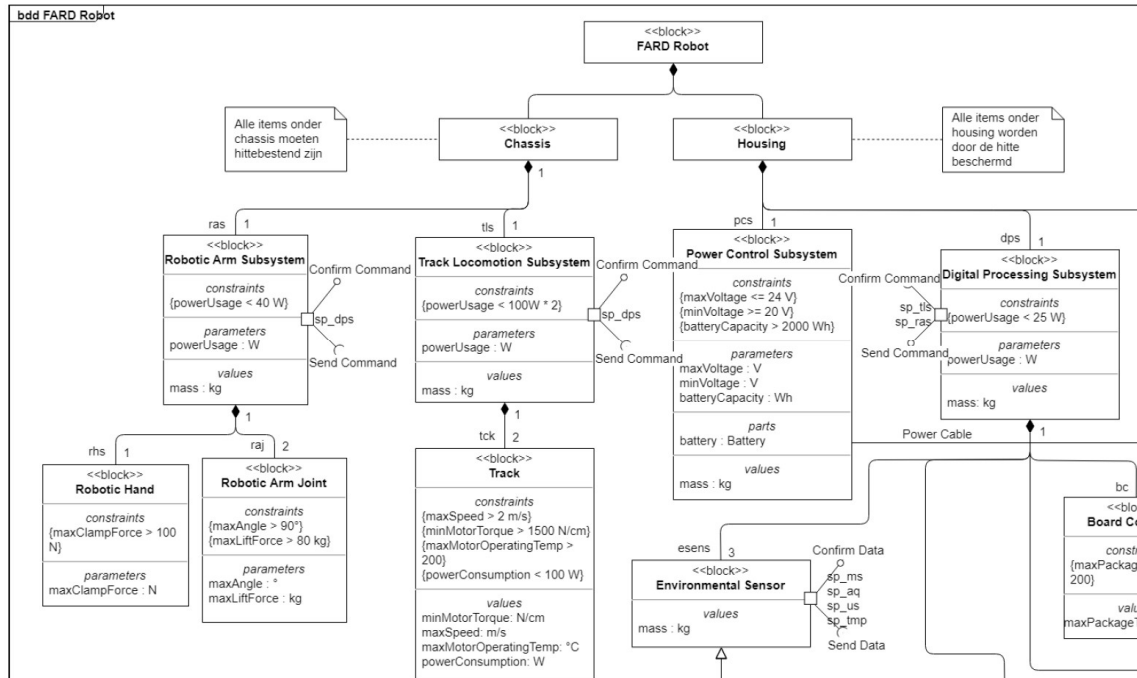 bdd FARD Robot
<<block>>
FARD Robot
Alle items onder
chassis moeten
hittebestend zijn
<<block>>
Chassis
1
<<block>>
Housing
Alle items onder
housing worden
door de hitte
beschermd
ras
1
<<block>>
Robotic Arm Subsystem
constraints
{powerUsage < 40 W}
parameters
powerUsage : W
values
mass : kg
1
Confirm Command
sp_dps
Send Command
tls
1
<<block>>
Track Locomotion Subsystem
constraints
{powerUsage < 100W * 2}
parameters
powerUsage : W
values
mass : kg
1
Confirm Command
sp_dps
Send Command
pcs
1
<<block>>
Power Control Subsystem
constraints
{maxVoltage <= 24 V}
{minVoltage >= 20 V}
{batteryCapacity > 2000 Wh}
parameters
maxVoltage : V
minVoltage : V
batteryCapacity : Wh
parts
battery : Battery
values
mass : kg
dps
1
<<block>>
Digital Processing Subsystem
constraints
{powerUsage < 25 W}
parameters
powerUsage : W
values
mass: kg
1
Confirm Command
sp_tls
sp_ras
Send Command
Power Cable
rhs
1
<<block>>
Robotic Hand
constraints
{maxClampForce > 100
N}
parameters
maxClampForce : N
raj
2
<<block>>
Robotic Arm Joint
constraints
{maxAngle > 90°}
{maxLiftForce > 80 kg}
parameters
maxAngle : °
maxLiftForce : kg
tck
2
<<block>>
Track
constraints
{maxSpeed > 2 m/s}
{minMotorTorque > 1500 N/cm}
{maxMotorOperatingTemp >
200}
{powerConsumption < 100 W}
values
minMotorTorque: N/cm
maxSpeed: m/s
maxMotorOperatingTemp: °C
powerConsumption: W
esens
3
<<block>>
Environmental Sensor
values
mass : kg
Confirm Data
sp_ms
sp_aq
sp_us
sp_tmp
Send Data
bc
<<bloc
Board Co
constra
{maxPackag
200}
valu
maxPackageT